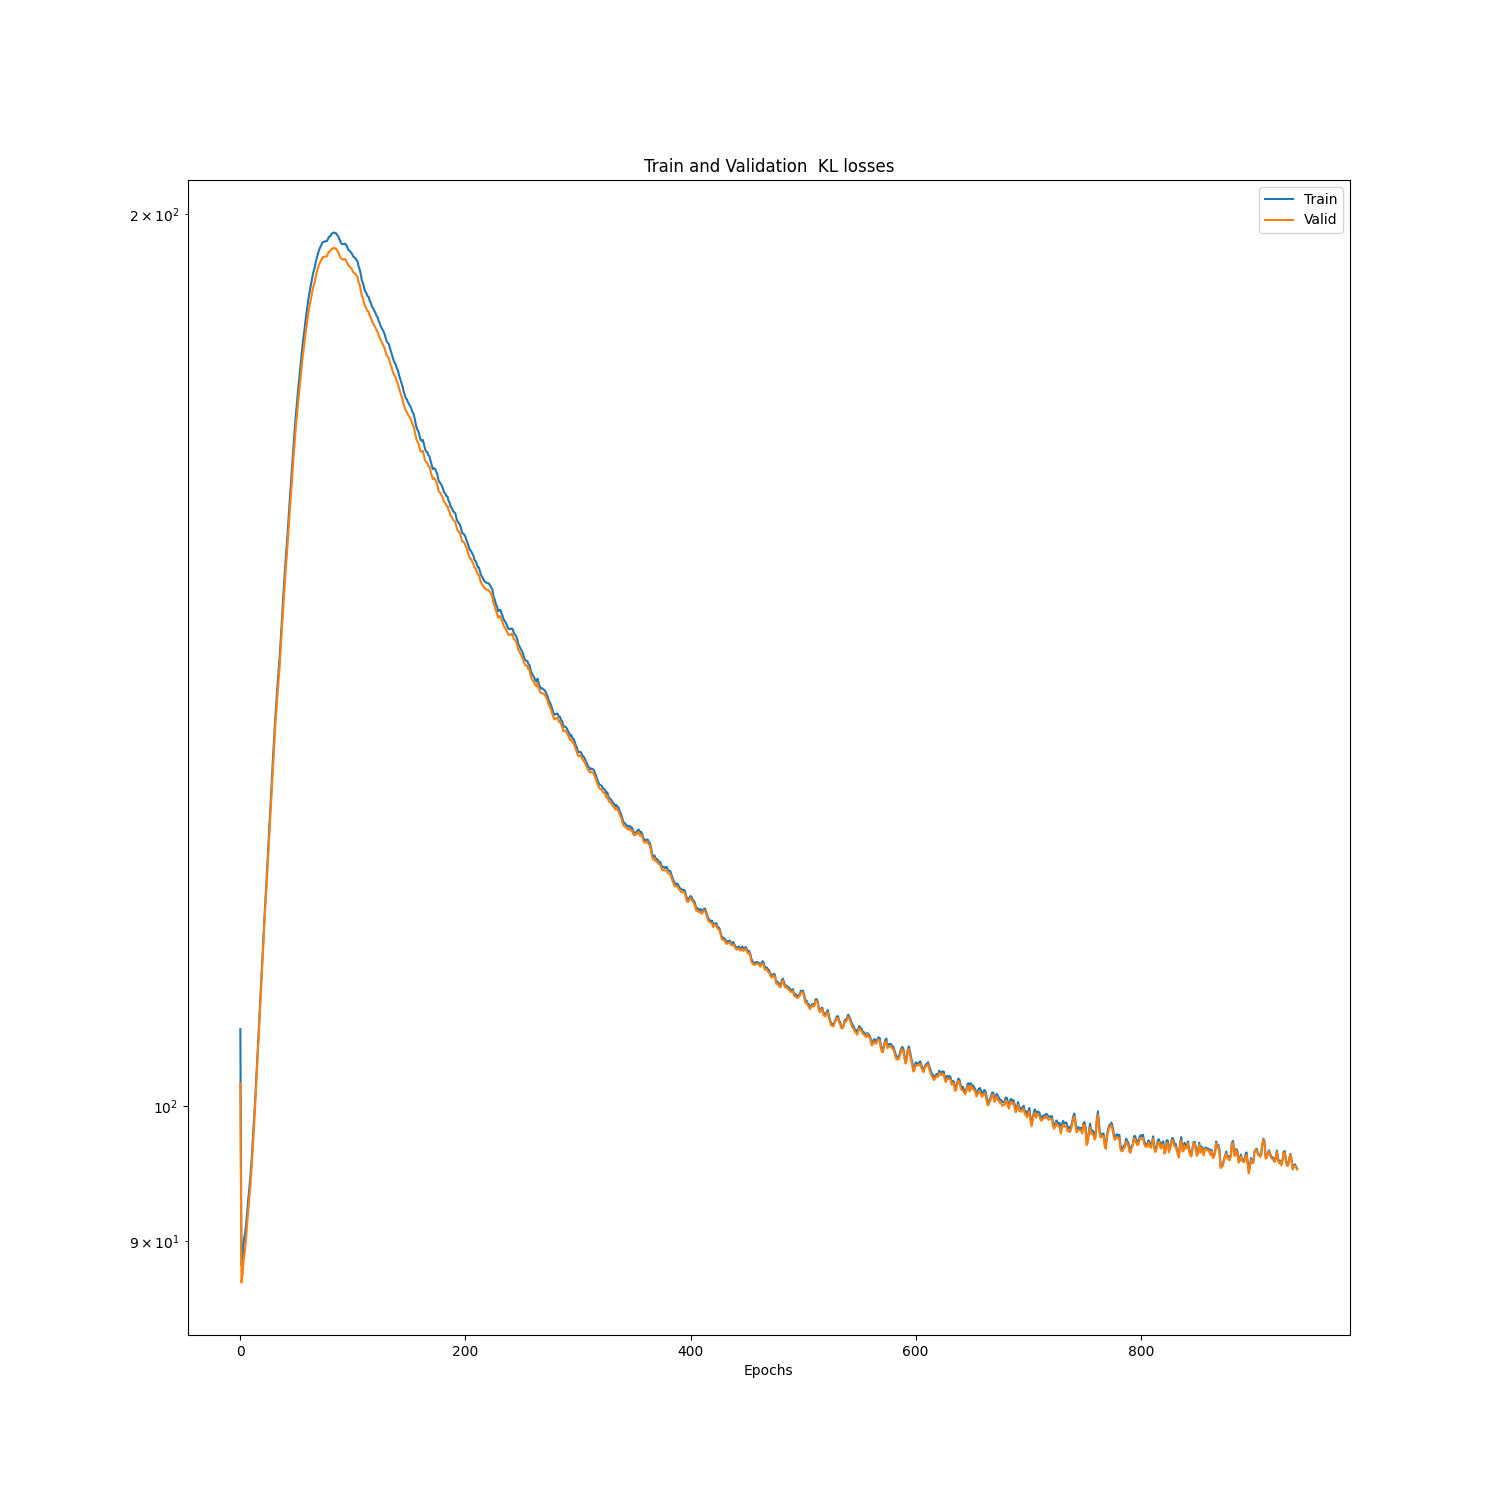 Train and Validation  KL losses
Train
Valid
2 × 10²
10²
9 × 10¹
0 200 400 600 800
Epochs